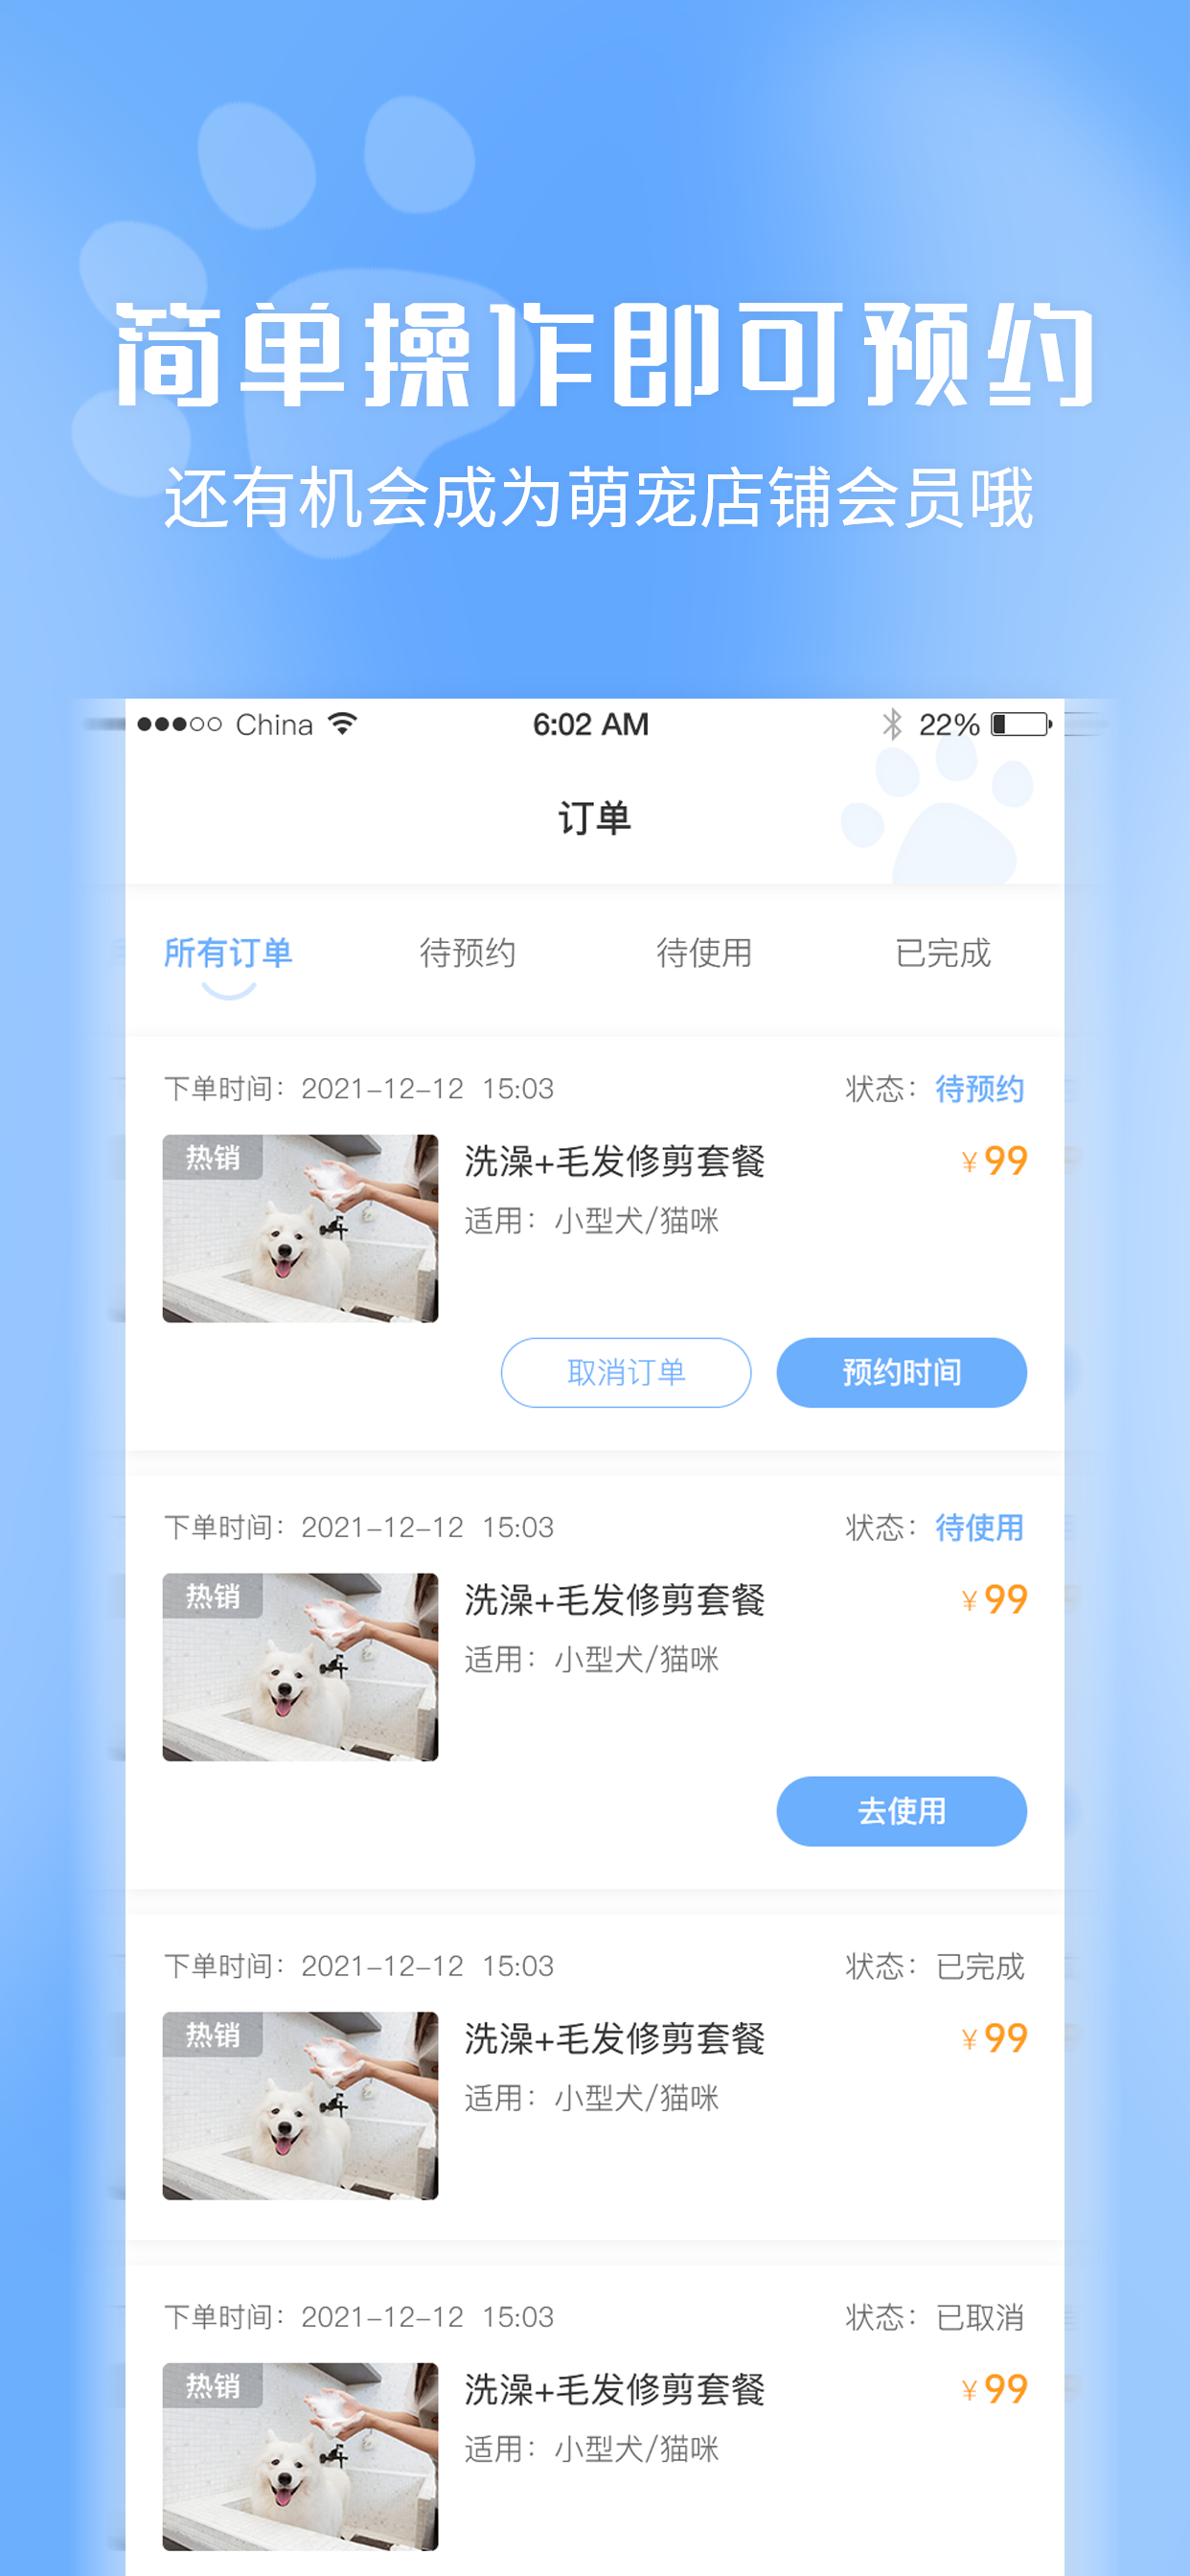 简单操作即可预约
还有机会成为萌宠店铺会员哦
China 6:02 AM 22%
订单
所有订单 待预约 待使用 已完成
下单时间：2021-12-12 15:03 状态：待预约
热销
洗澡+毛发修剪套餐 ¥99
适用：小型犬/猫咪
取消订单 预约时间
下单时间：2021-12-12 15:03 状态：待使用
热销
洗澡+毛发修剪套餐 ¥99
适用：小型犬/猫咪
去使用
下单时间：2021-12-12 15:03 状态：已完成
热销
洗澡+毛发修剪套餐 ¥99
适用：小型犬/猫咪
下单时间：2021-12-12 15:03 状态：已取消
热销
洗澡+毛发修剪套餐 ¥99
适用：小型犬/猫咪